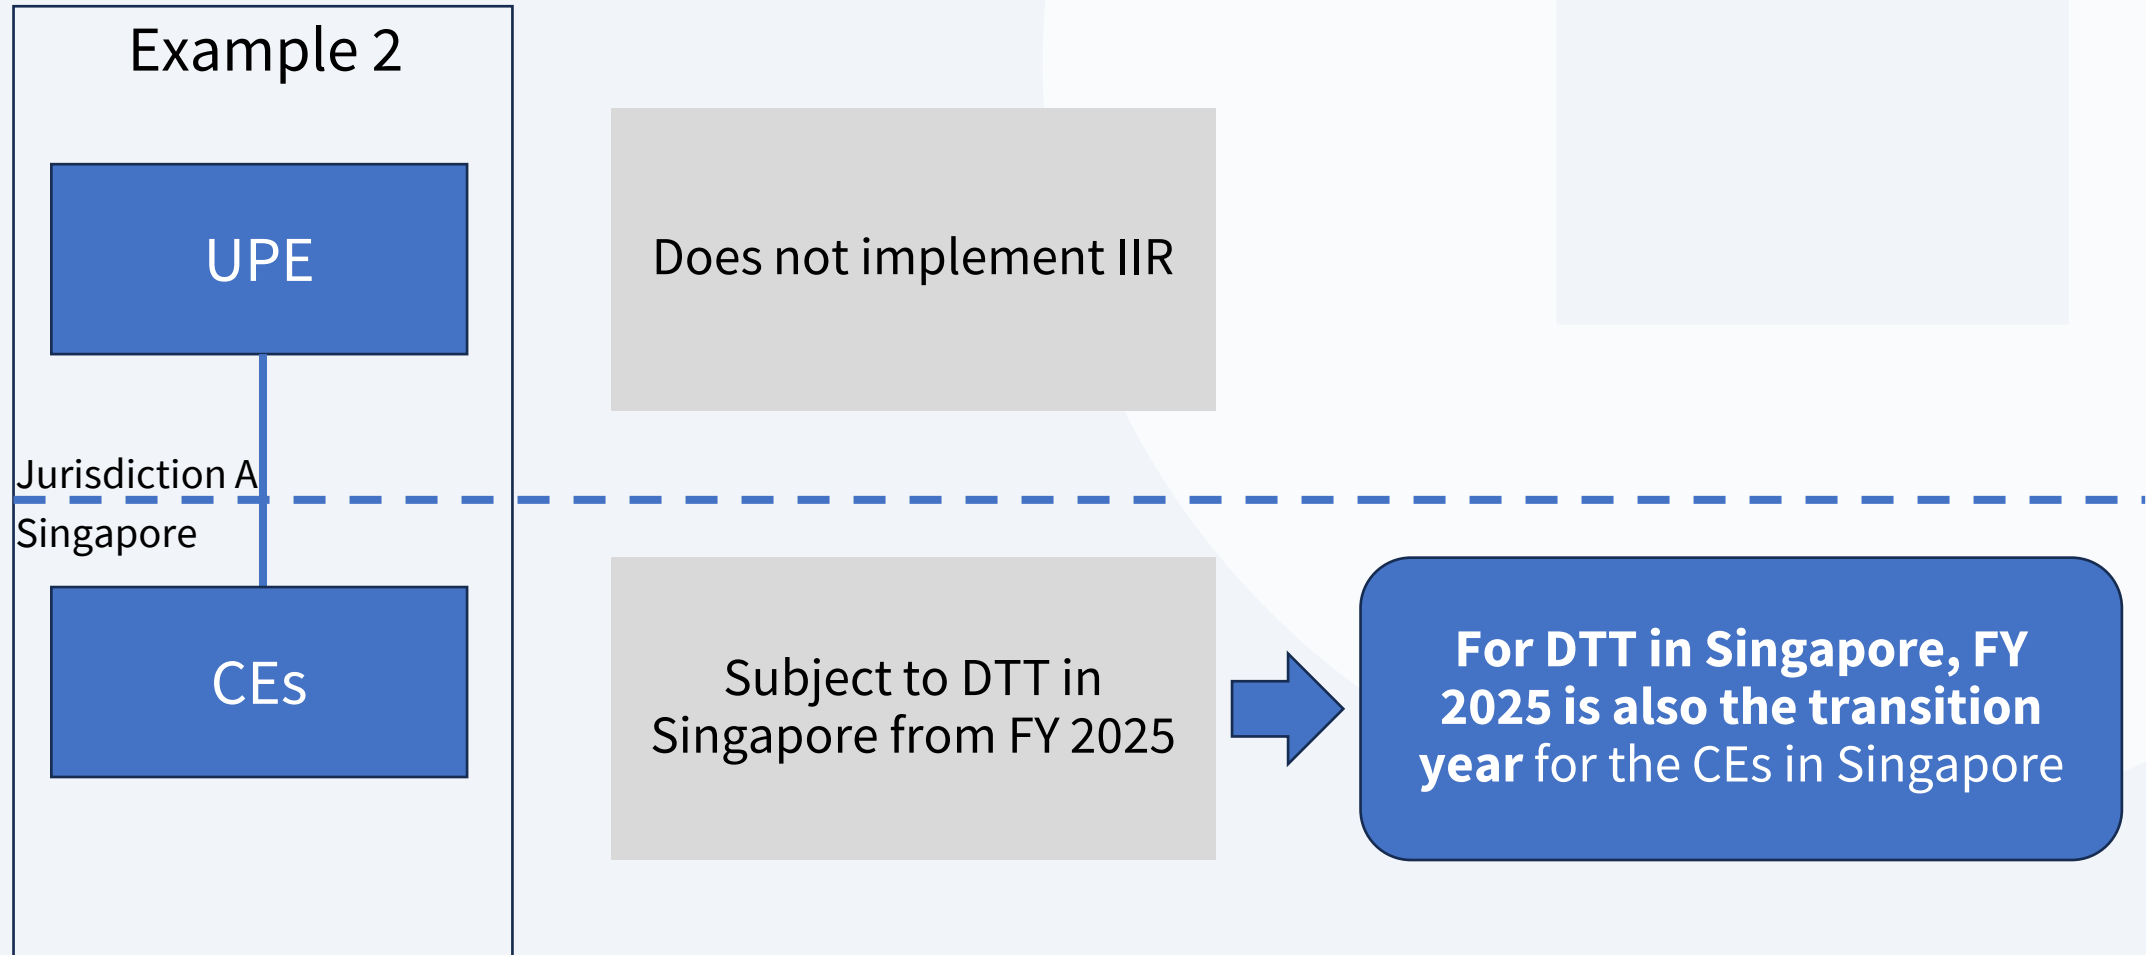 Example 2
UPE
Does not implement IIR
Jurisdiction A
Singapore
CEs
Subject to DTT in
Singapore from FY 2025
For DTT in Singapore, FY
2025 is also the transition
year for the CEs in Singapore